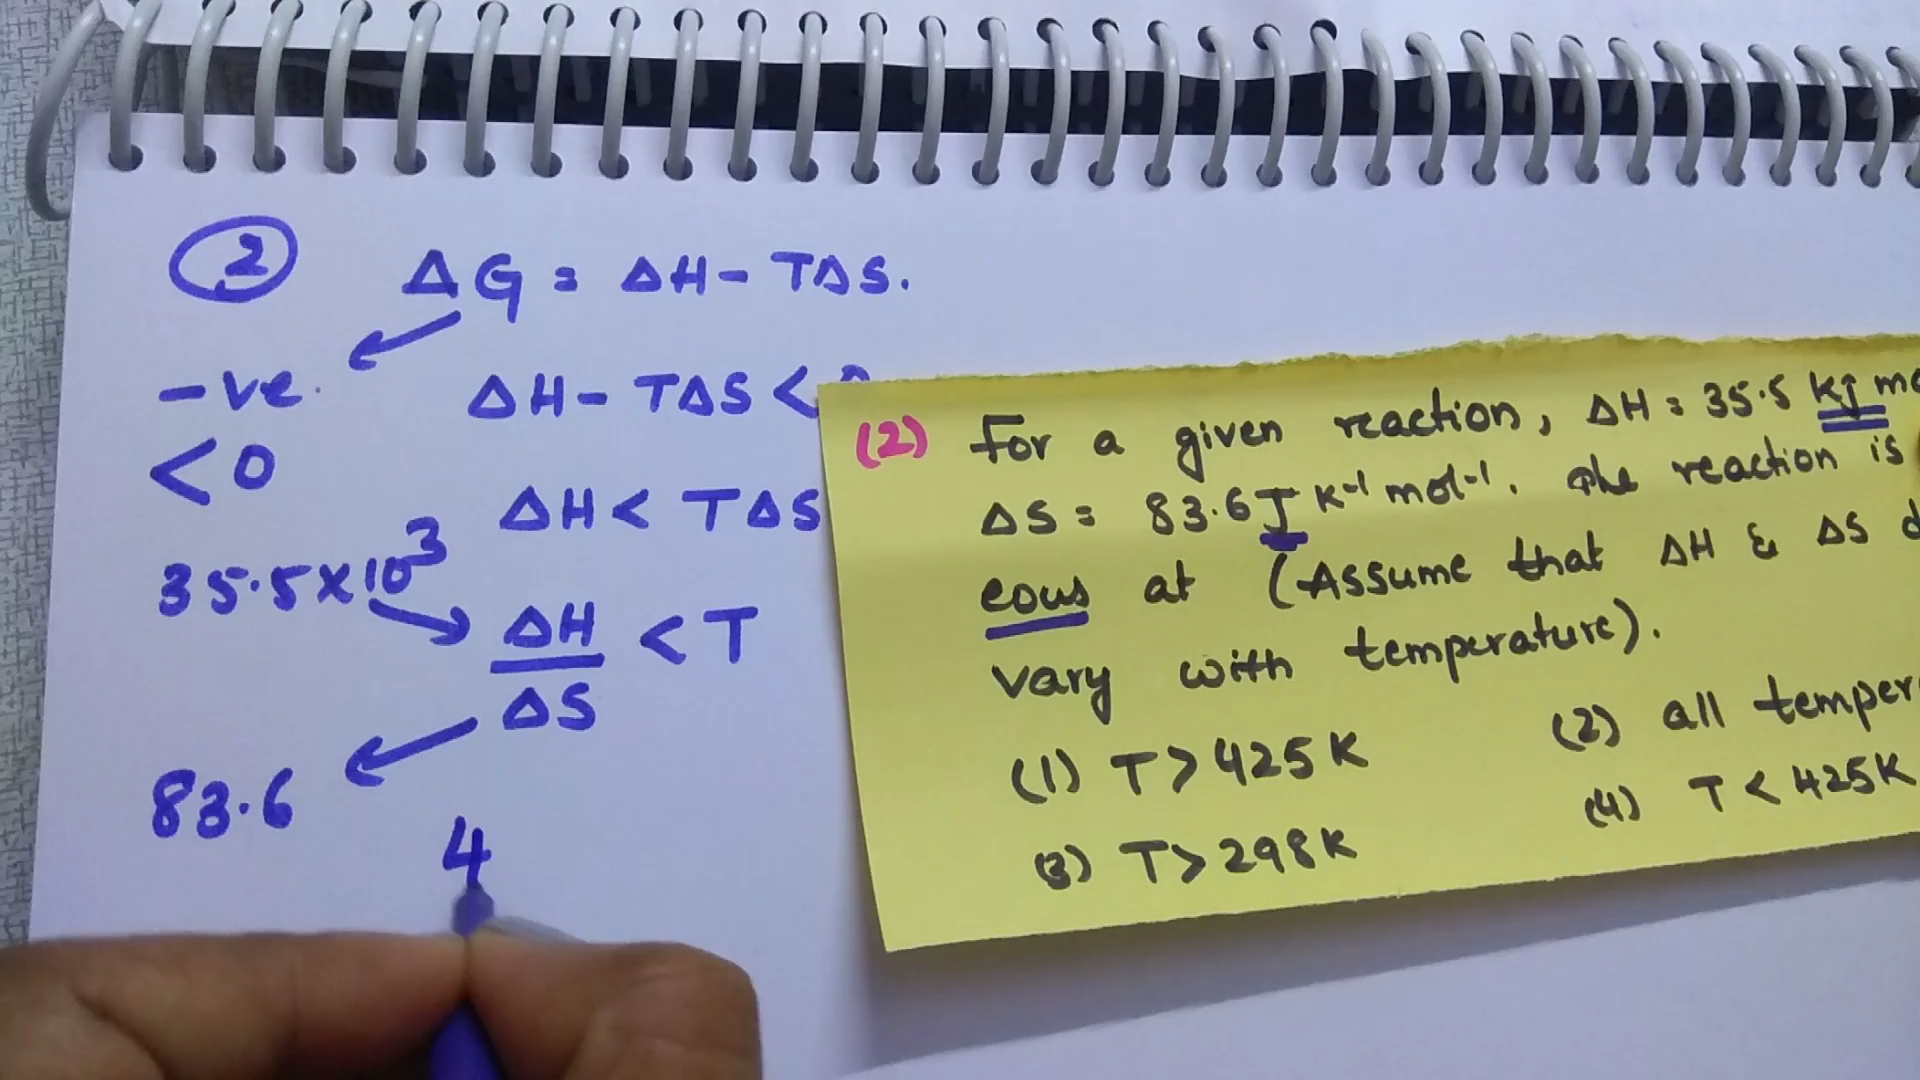 2
ΔG = ΔH - TΔS.
-ve.
ΔH - TΔS <
< 0
ΔH < TΔS
35.5×10³
ΔH/ΔS < T
83.6
4
(2) For a given reaction, ΔH = 35.5 kJ
ΔS = 83.6 J K⁻¹ mol⁻¹. The reaction is
eous at (Assume that ΔH & ΔS
vary with temperature).
(1) T > 425 K (2) all
(3) T > 298 K (4) T < 425 K